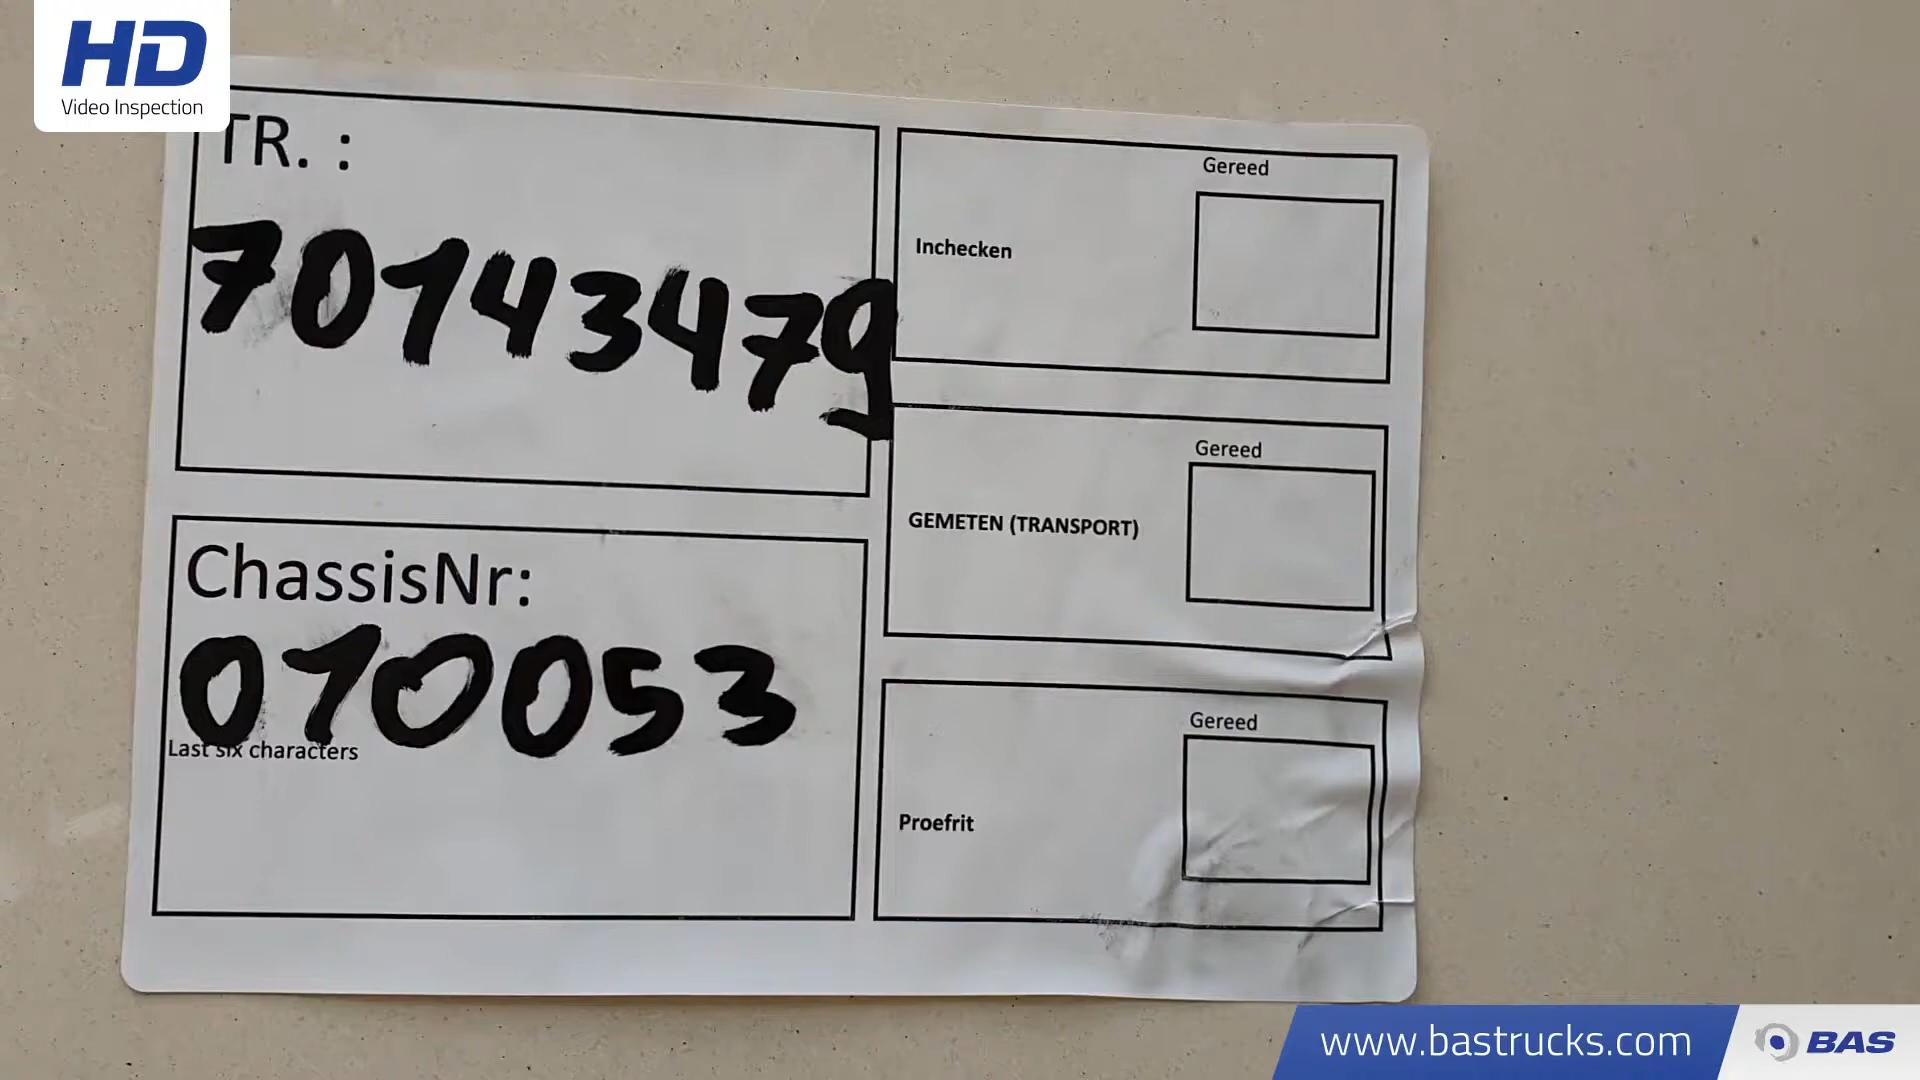 HD
Video Inspection
TR. :
70143479
ChassisNr:
010053
Last six characters
Gereed
Inchecken
Gereed
GEMETEN (TRANSPORT)
Gereed
Proefrit
www.bastrucks.com
BAS